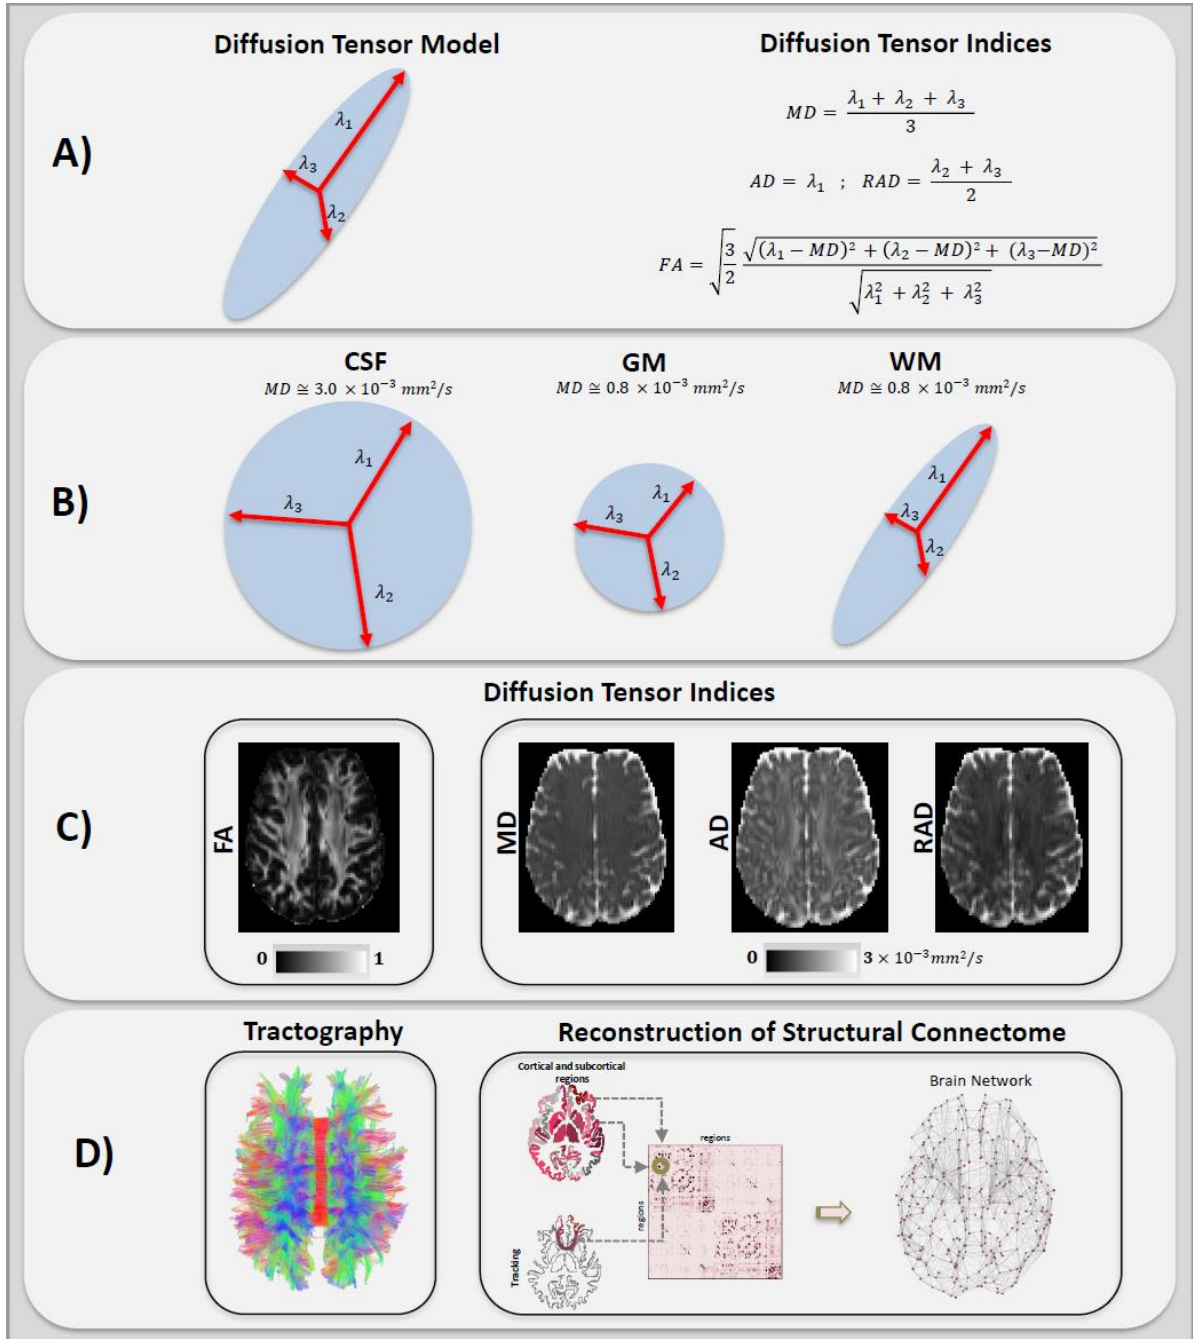 Diffusion Tensor Model
Diffusion Tensor Indices
A)
λ₁
λ₃
λ₂
MD = (λ₁ + λ₂ + λ₃) / 3
AD = λ₁ ; RAD = (λ₂ + λ₃) / 2
FA = √(3/2) √((λ₁ − MD)² + (λ₂ − MD)² + (λ₃−MD)²) / √(λ₁² + λ₂² + λ₃²)
B)
CSF
MD ≅ 3.0 × 10⁻³ mm²/s
λ₁
λ₃
λ₂
GM
MD ≅ 0.8 × 10⁻³ mm²/s
λ₁
λ₃
λ₂
WM
MD ≅ 0.8 × 10⁻³ mm²/s
λ₁
λ₃
λ₂
Diffusion Tensor Indices
C)
FA
0 1
MD
AD
RAD
0 3 × 10⁻³mm²/s
D)
Tractography
Reconstruction of Structural Connectome
Cortical and subcortical
regions
Tracking
regions
regions
Brain Network